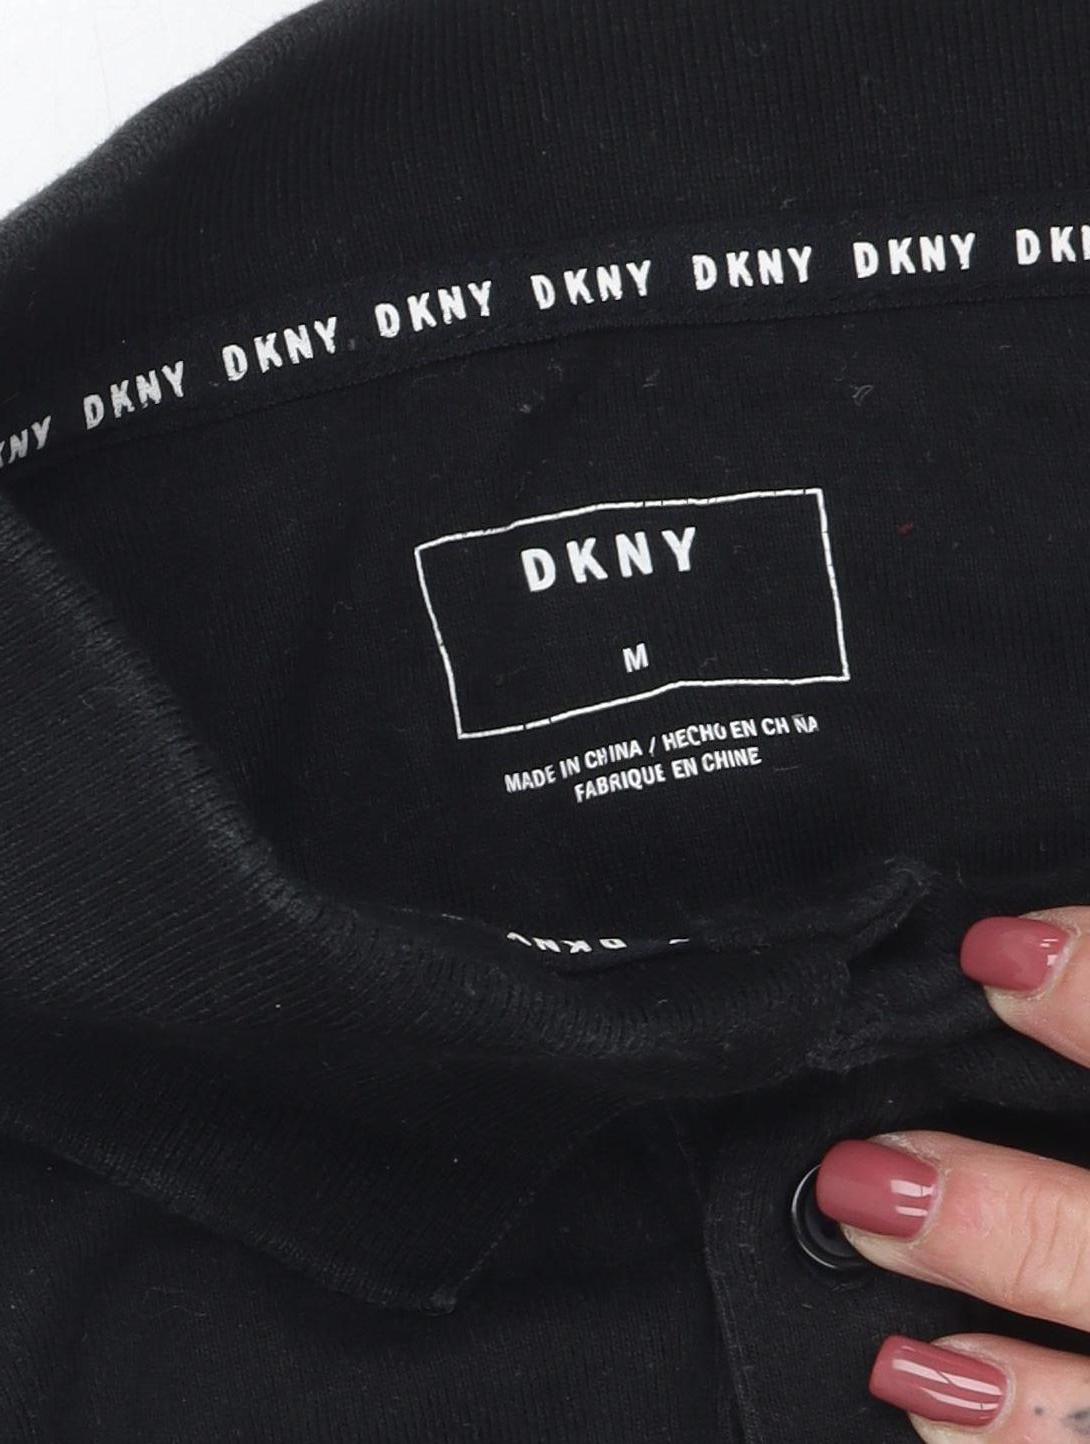 DKNY DKNY DKNY DKNY DKNY DKNY
DKNY
M
MADE IN CHINA / HECHO EN CHINA
FABRIQUE EN CHINE
DKNY